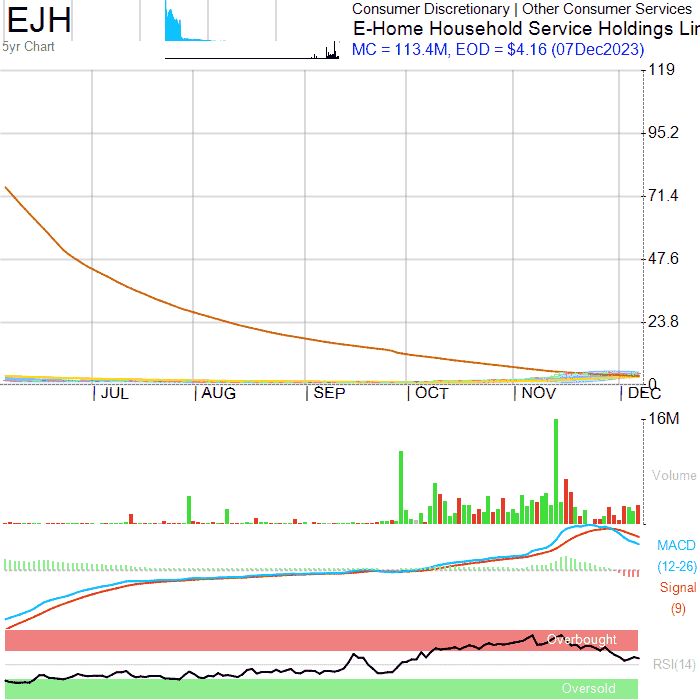 EJH
5yr Chart
Consumer Discretionary | Other Consumer Services
E-Home Household Service Holdings Lir
MC = 113.4M, EOD = $4.16 (07Dec2023)
119
95.2
71.4
47.6
23.8
0
JUL AUG SEP OCT NOV DEC
16M
Volume
MACD
(12-26)
Signal
(9)
Overbought
RSI(14)
Oversold